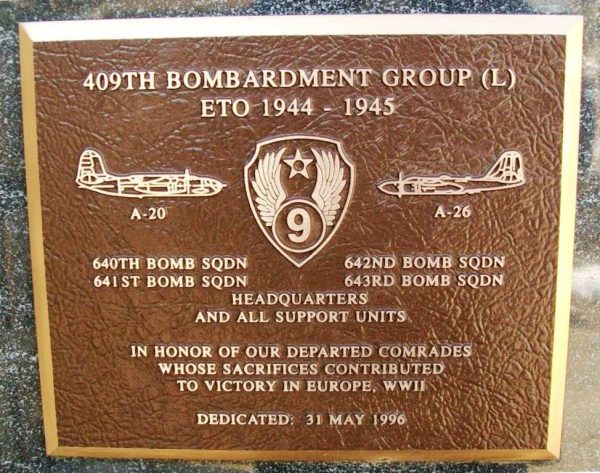 409TH BOMBARDMENT GROUP (L)
ETO 1944 - 1945
9
A-20
A-26
640TH BOMB SQDN 642ND BOMB SQDN
641ST BOMB SQDN 643RD BOMB SQDN
HEADQUARTERS
AND ALL SUPPORT UNITS
IN HONOR OF OUR DEPARTED COMRADES
WHOSE SACRIFICES CONTRIBUTED
TO VICTORY IN EUROPE, WWII
DEDICATED: 31 MAY 1996